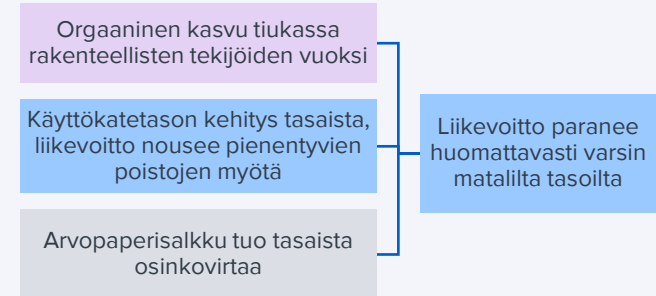 Orgaaninen kasvu tiukassa
rakenteellisten tekijöiden vuoksi
Käyttökatetason kehitys tasaista,
liikevoitto nousee pienentyvien
poistojen myötä
Arvopaperisalkku tuo tasaista
osinkovirtaa
Liikevoitto paranee
huomattavasti varsin
matalilta tasoilta